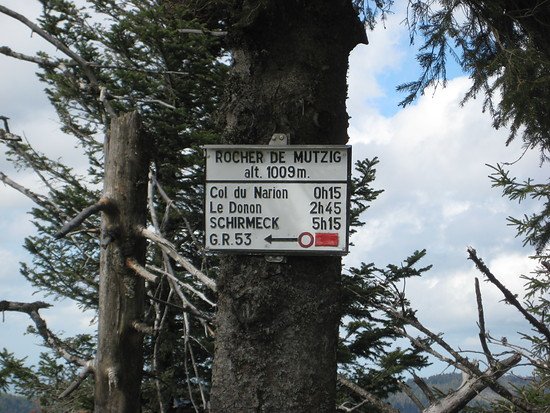 ROCHER DE MUTZIG
alt. 1009m.
Col du Narion 0h15
Le Donon 2h45
SCHIRMECK 5h15
G.R.53